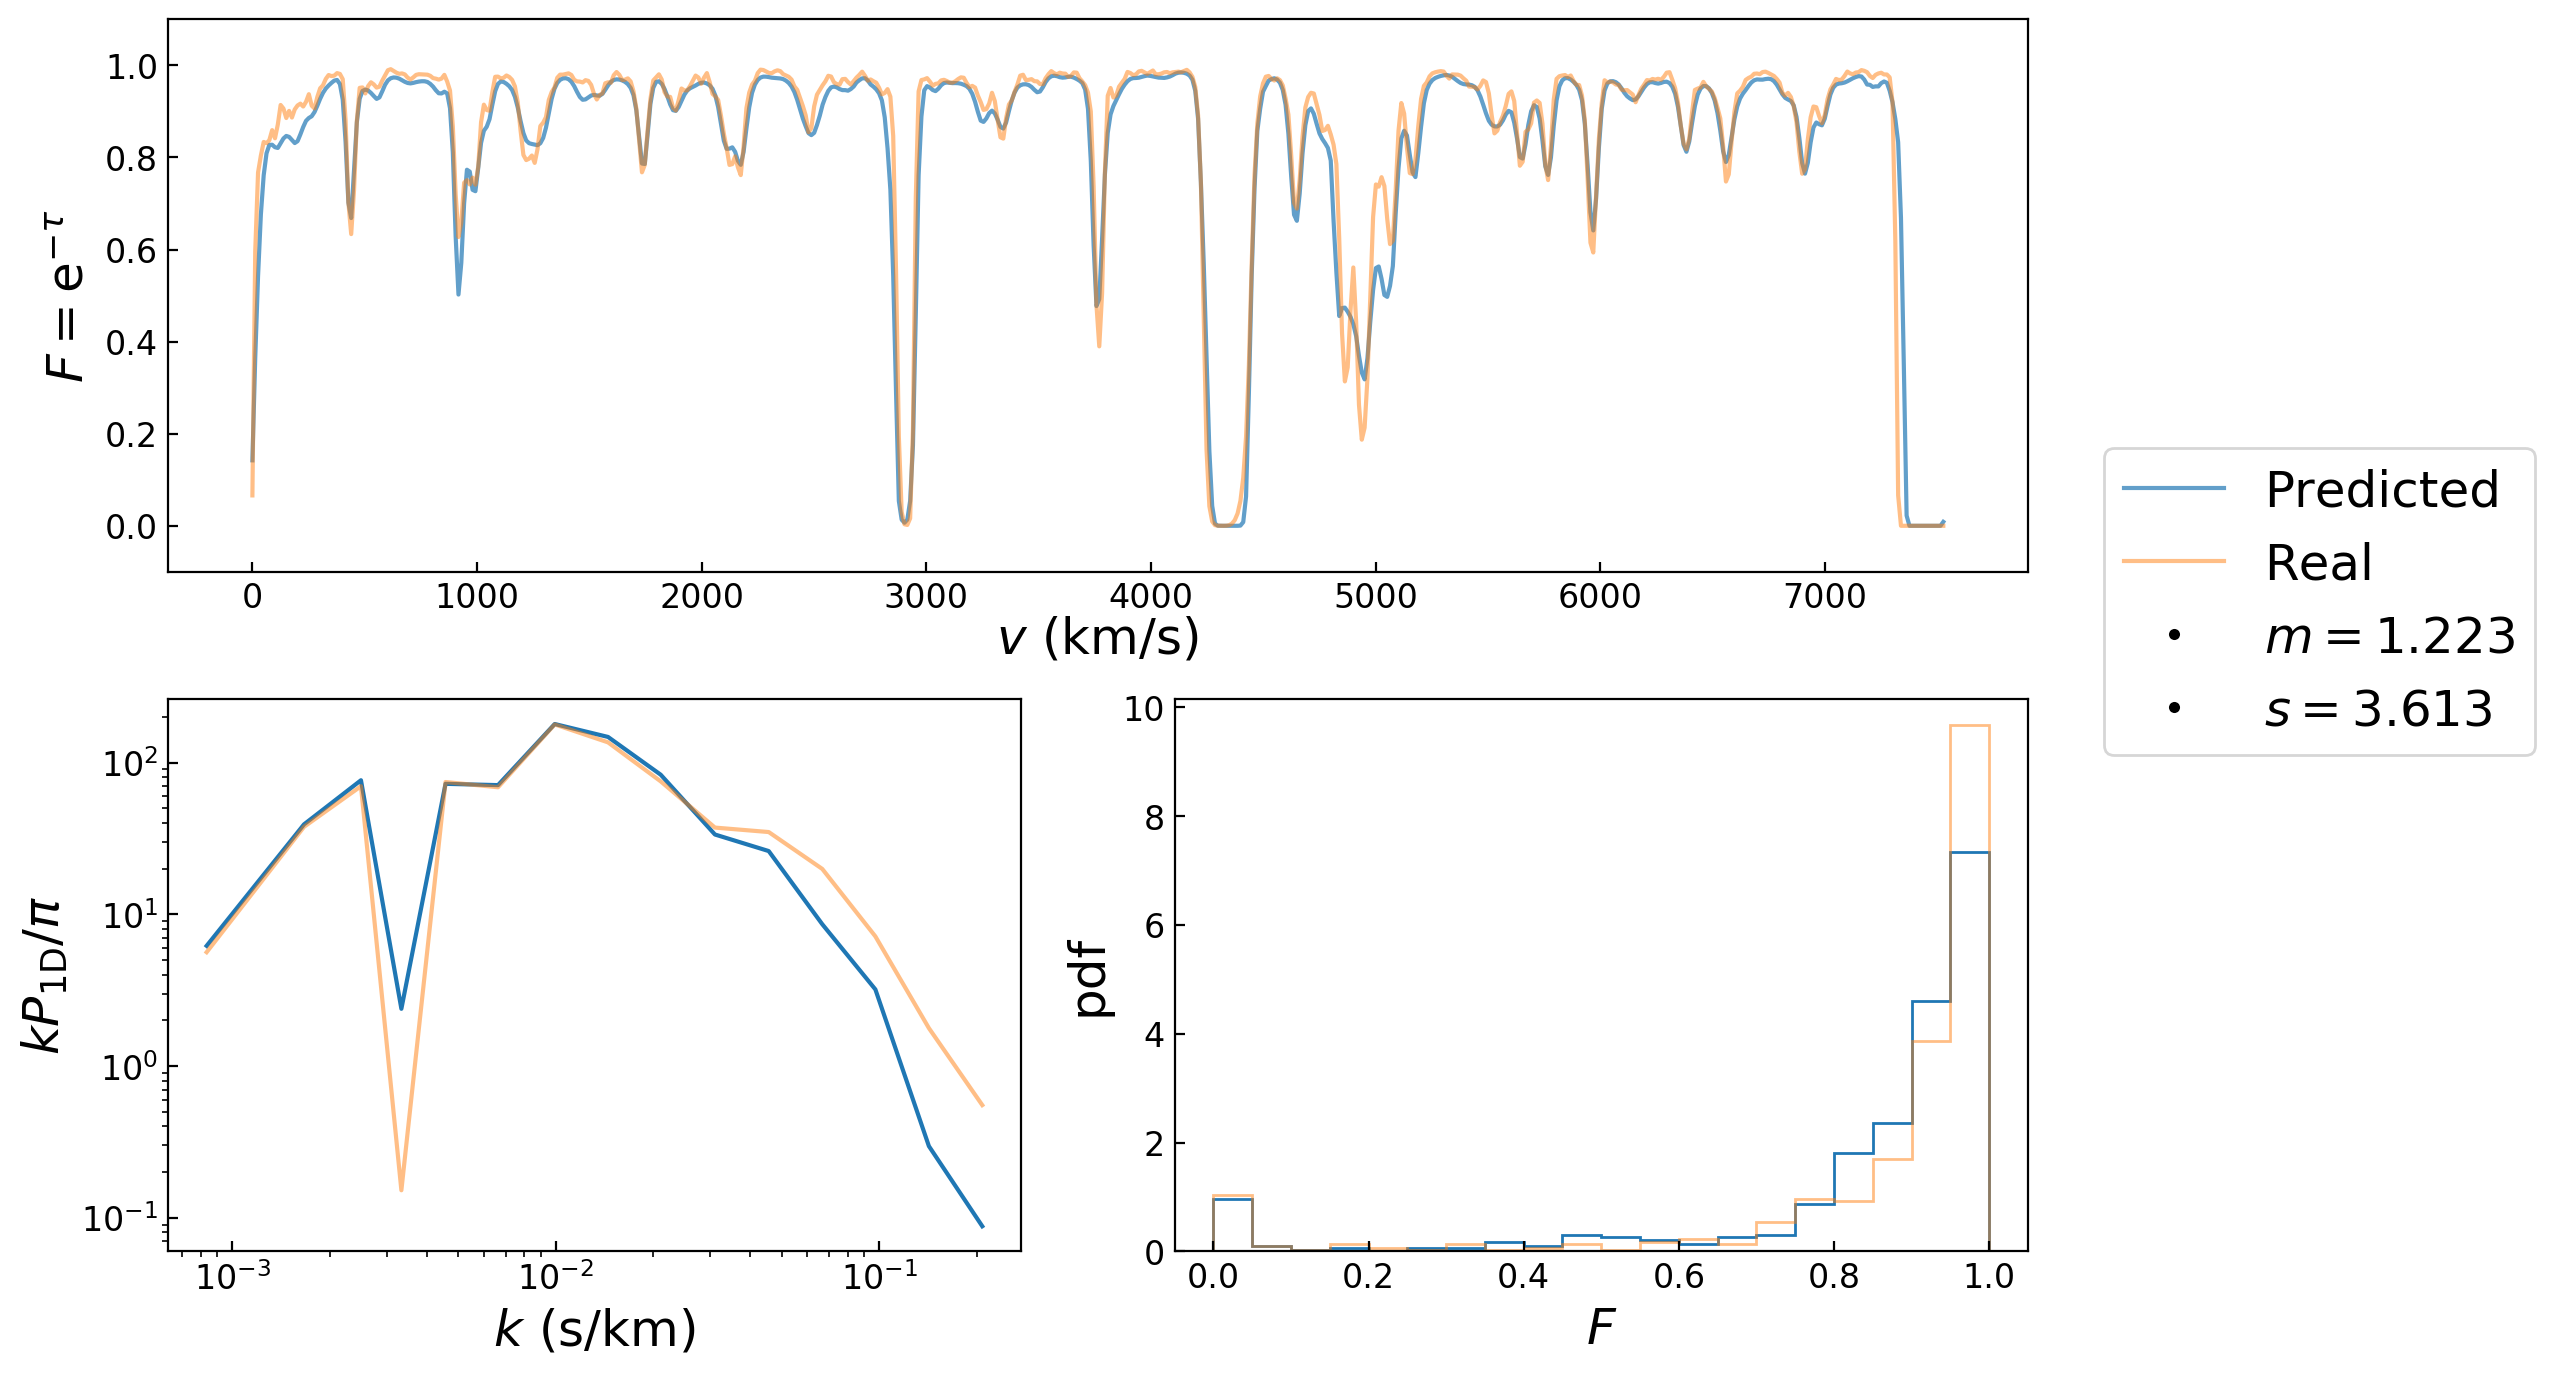 1.0
0.8
0.6
0.4
0.2
0.0
F = e^{−τ}
0 1000 2000 3000 4000 5000 6000 7000
v (km/s)
Predicted
Real
m = 1.223
s = 3.613
10^2
10^1
10^0
10^{−1}
kP_{1D}/π
10^{−3} 10^{−2} 10^{−1}
k (s/km)
10
8
6
4
2
0
pdf
0.0 0.2 0.4 0.6 0.8 1.0
F